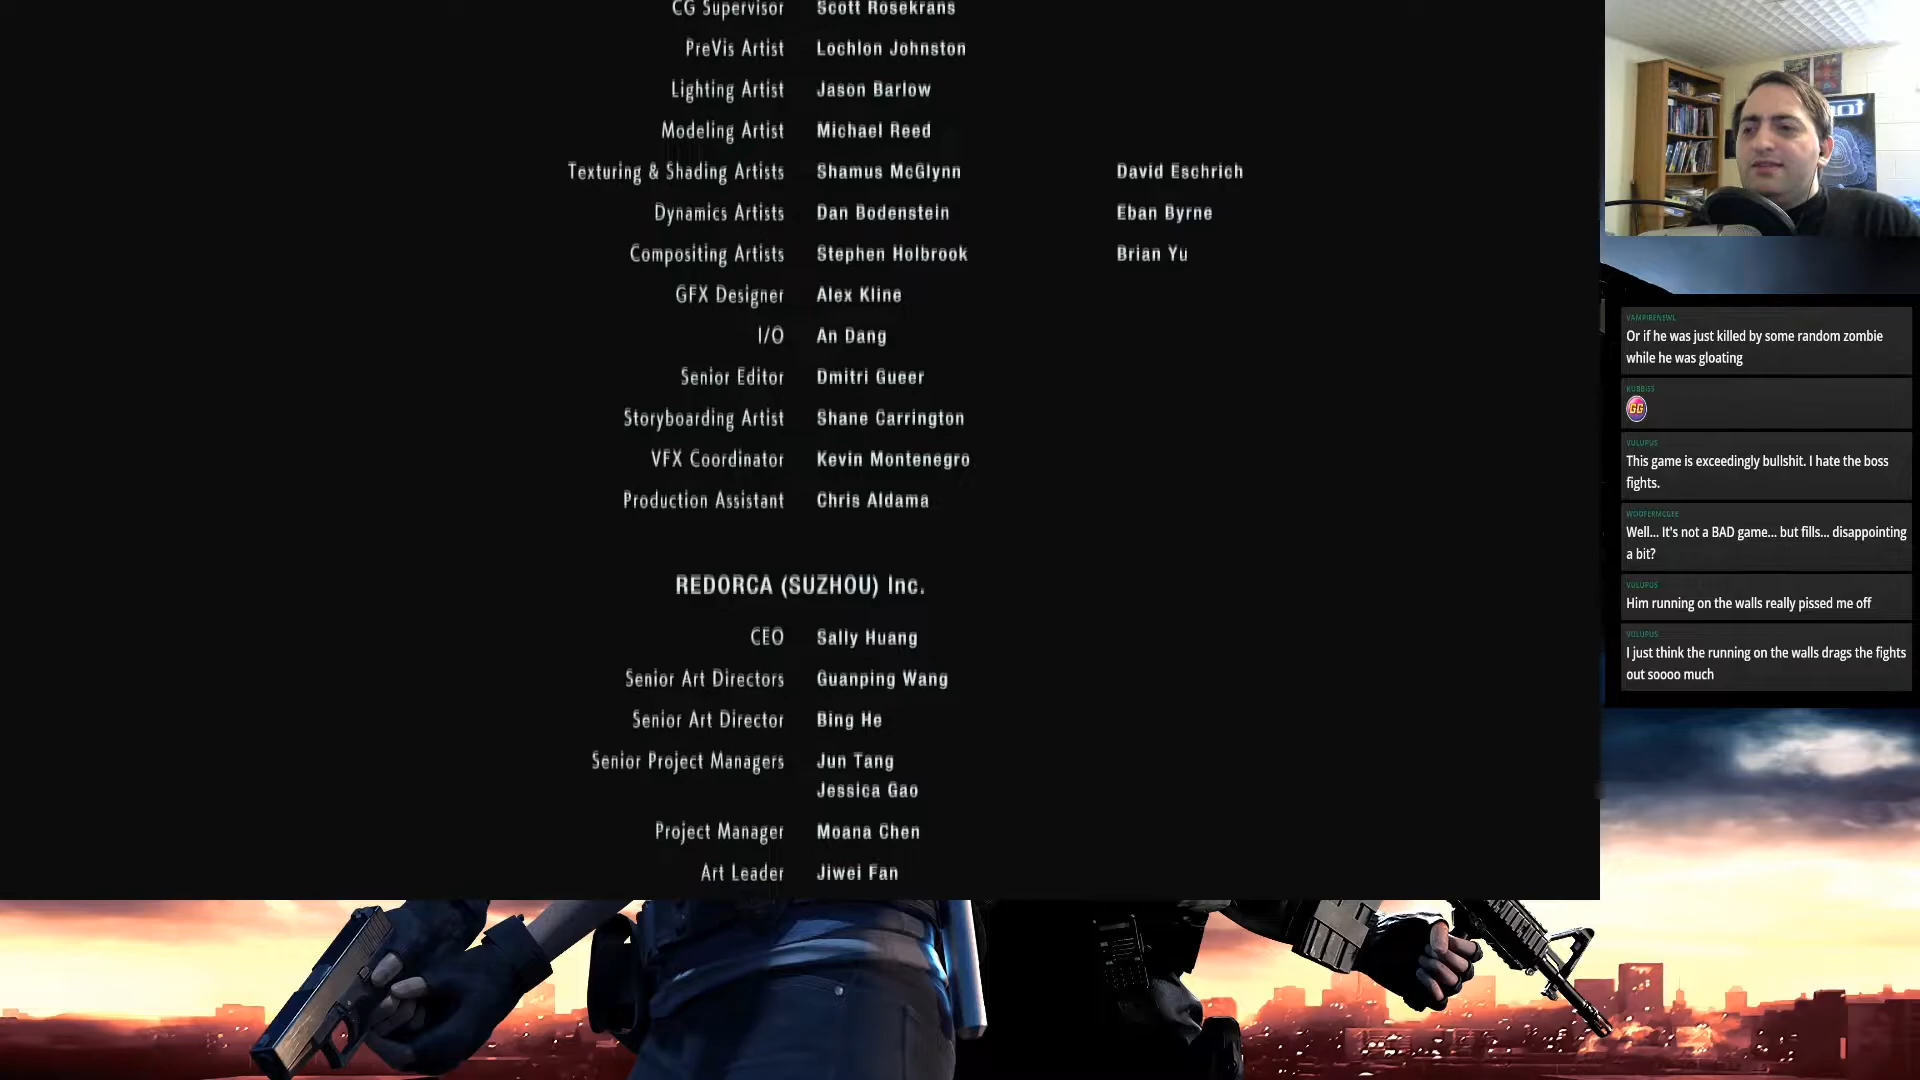 CG Supervisor Scott Rosekrans
PreVis Artist Lochlon Johnston
Lighting Artist Jason Barlow
Modeling Artist Michael Reed
Texturing & Shading Artists Shamus McGlynn David Eschrich
Dynamics Artists Dan Bodenstein Eban Byrne
Compositing Artists Stephen Holbrook Brian Yu
GFX Designer Alex Kline
I/O An Dang
Senior Editor Dmitri Gueer
Storyboarding Artist Shane Carrington
VFX Coordinator Kevin Montenegro
Production Assistant Chris Aldama
REDORCA (SUZHOU) Inc.
CEO Sally Huang
Senior Art Directors Guanping Wang
Senior Art Director Bing He
Senior Project Managers Jun Tang
Jessica Gao
Project Manager Moana Chen
Art Leader Jiwei Fan
Or if he was just killed by some random zombie
while he was gloating
GG
VULUPUS
This game is exceedingly bullshit. I hate the boss
fights.
WOOFERMCGEE
Well... It's not a BAD game... but fills... disappointing
a bit?
VULUPUS
Him running on the walls really pissed me off
VULUPUS
I just think the running on the walls drags the fights
out soooo much